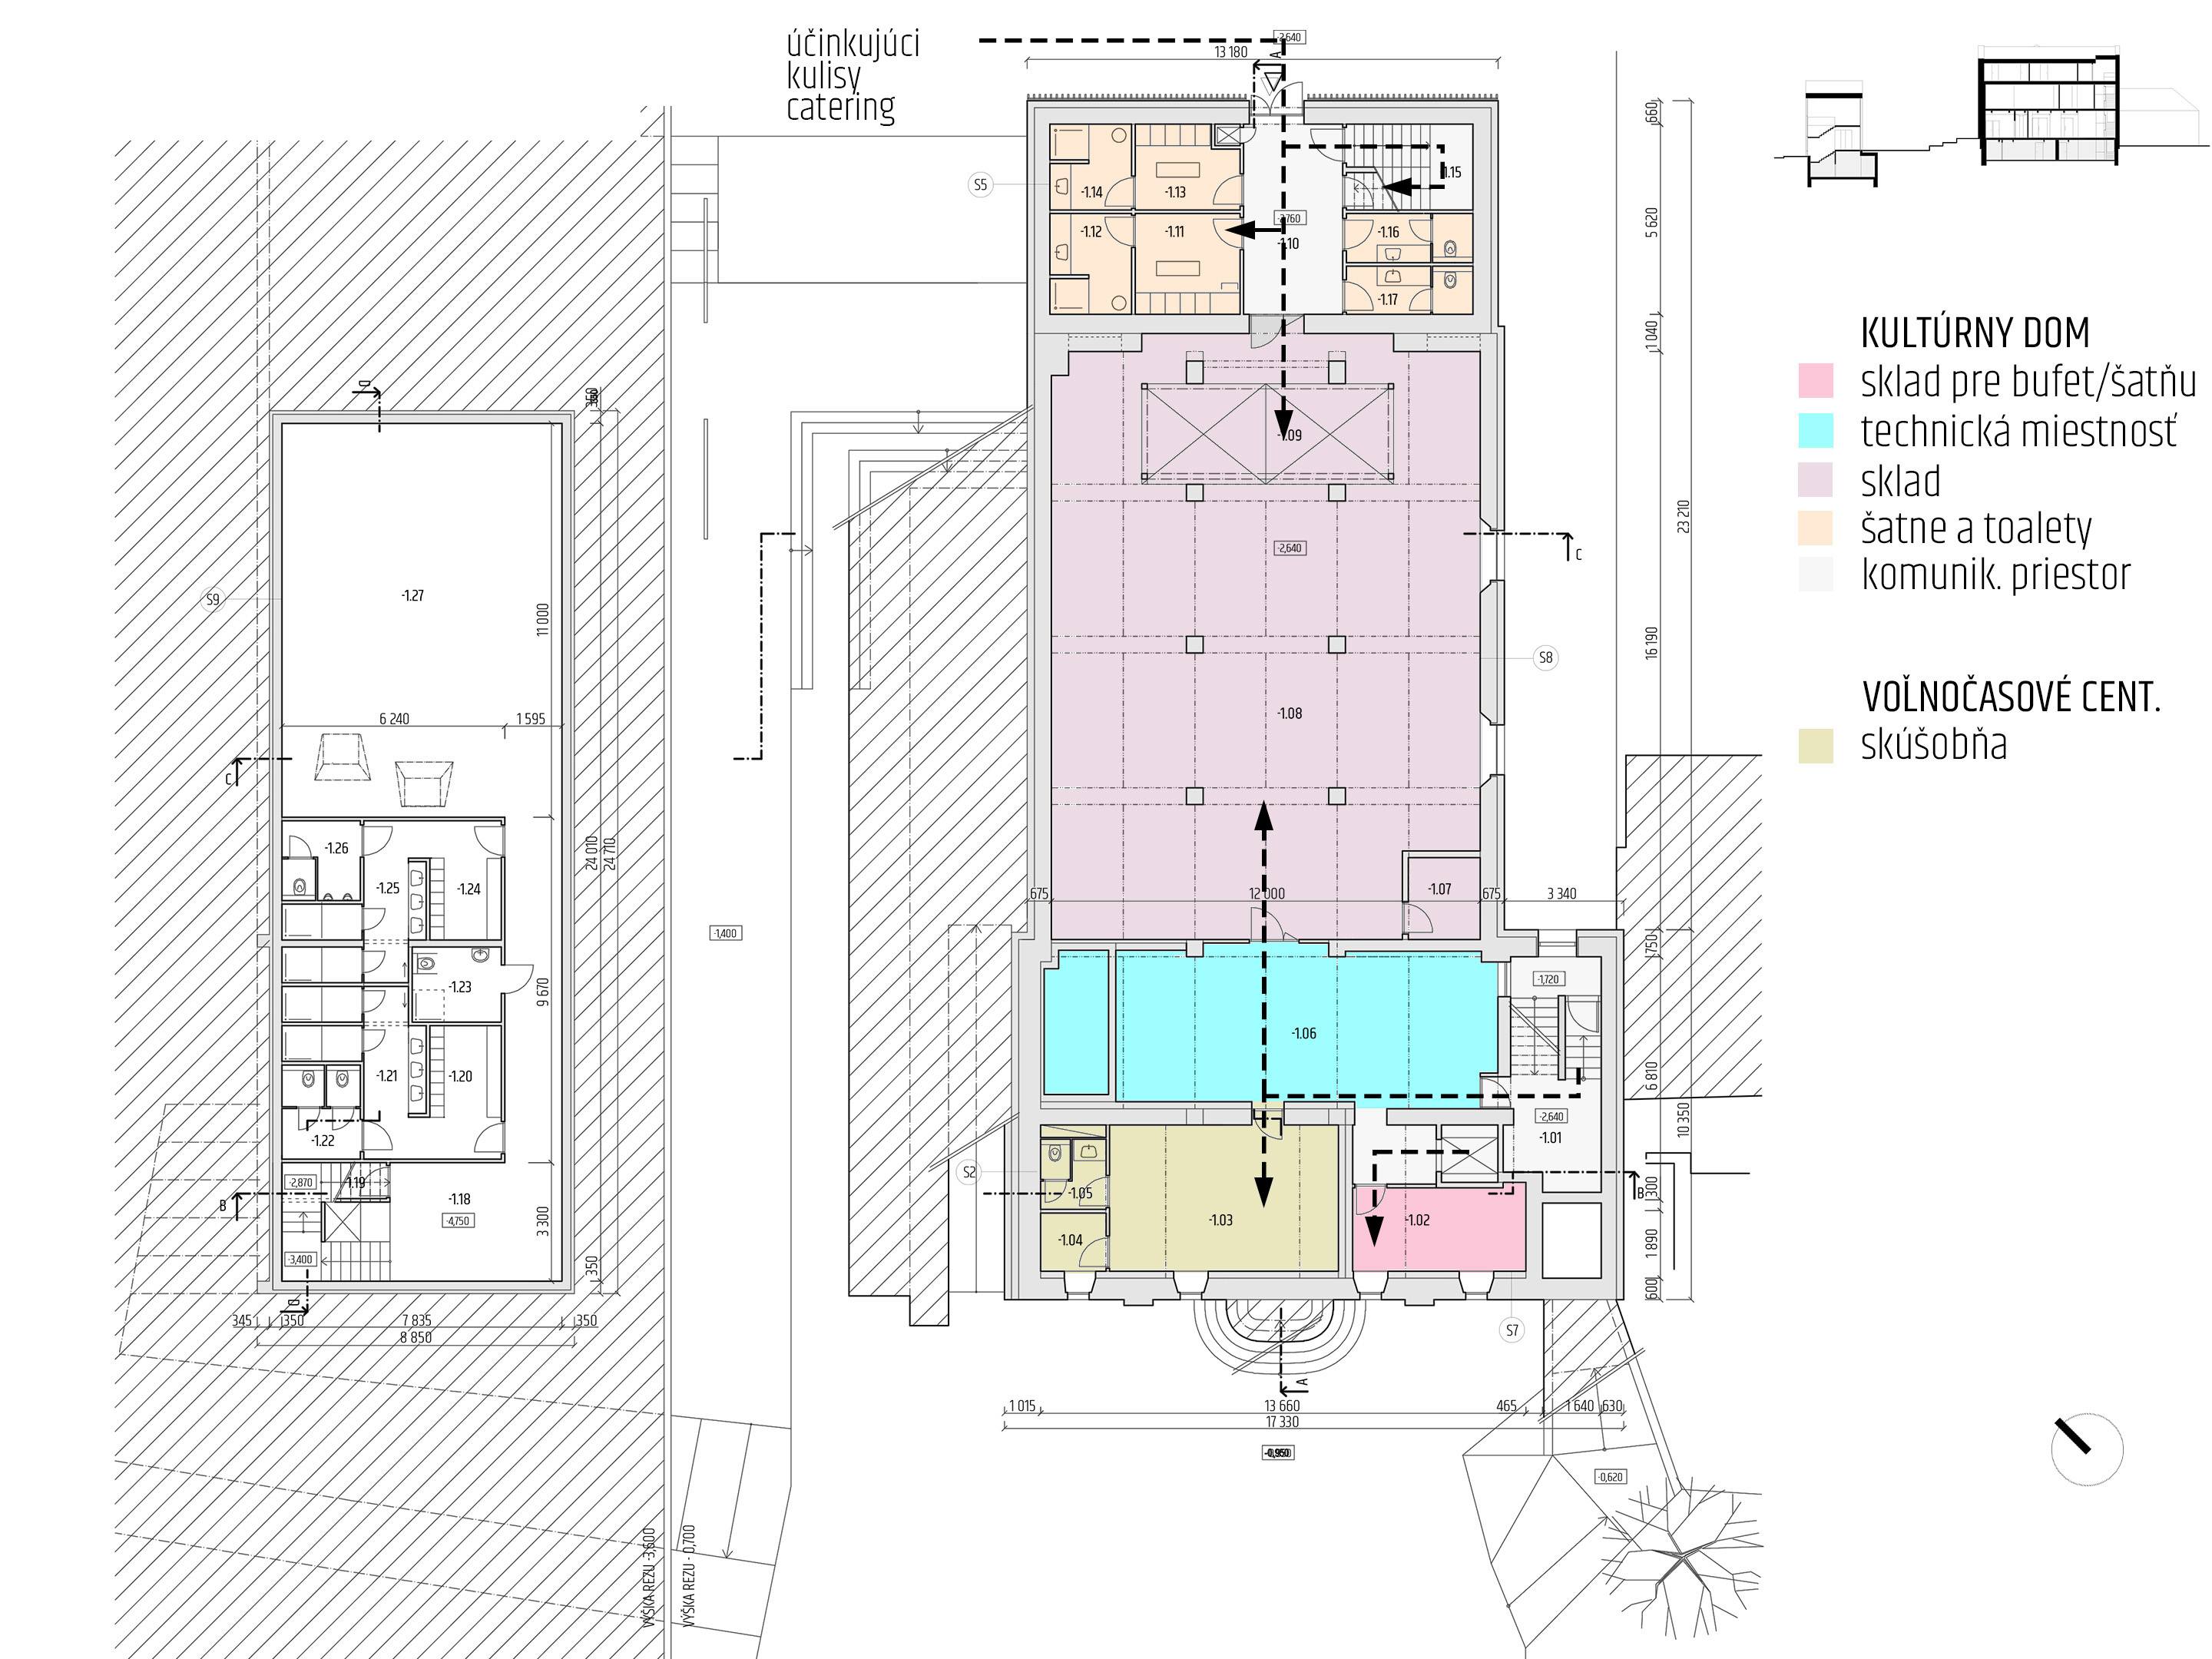 účinkujúci
kulisy
catering
13 180
-2,640
A
660
5 620
1 040
23 210
16 190
750
6 810
10 350
300
1 890
600
S5
-1.14
-1.13
-1.15
-1.12
-1.11
-1.10
-1.16
-1.17
-1.09
-2,640
C
S8
-1.08
-1.07
675
12 000
675
3 340
-1,720
-1.06
-2,640
-1.01
S2
-1.05
-1.03
-1.04
-1.02
B
S7
A
1 015
13 660
465
1 640
630
17 330
-0,620
KULTÚRNY DOM
sklad pre bufet/šatňu
technická miestnosť
sklad
šatne a toalety
komunik. priestor
VOĽNOČASOVÉ CENT.
skúšobňa
D
S9
-1.27
11 000
6 240
1 595
C
24 010
24 710
-1.26
-1.25
-1.24
-1.23
9 670
-1.21
-1.20
-1.22
-2,870
-1.19
-1.18
-4,750
B
-3,400
3 300
350
D
345
350
7 835
350
8 850
-1,400
VÝŠKA REZU -3,600
VÝŠKA REZU - 0,700